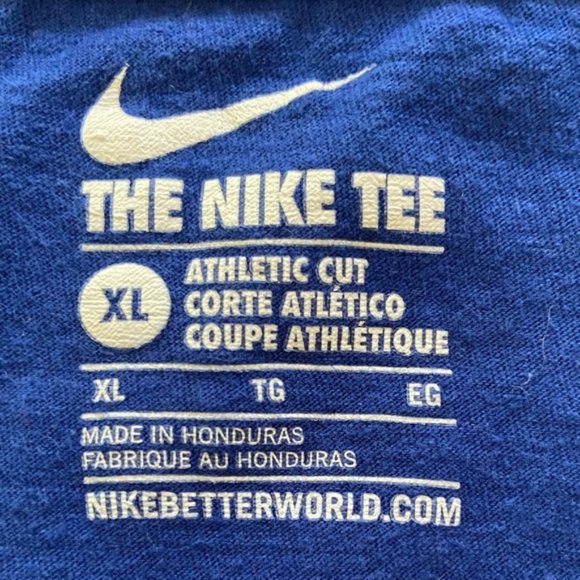 THE NIKE TEE
XL
ATHLETIC CUT
CORTE ATLÉTICO
COUPE ATHLÉTIQUE
XL TG EG
MADE IN HONDURAS
FABRIQUE AU HONDURAS
NIKEBETTERWORLD.COM